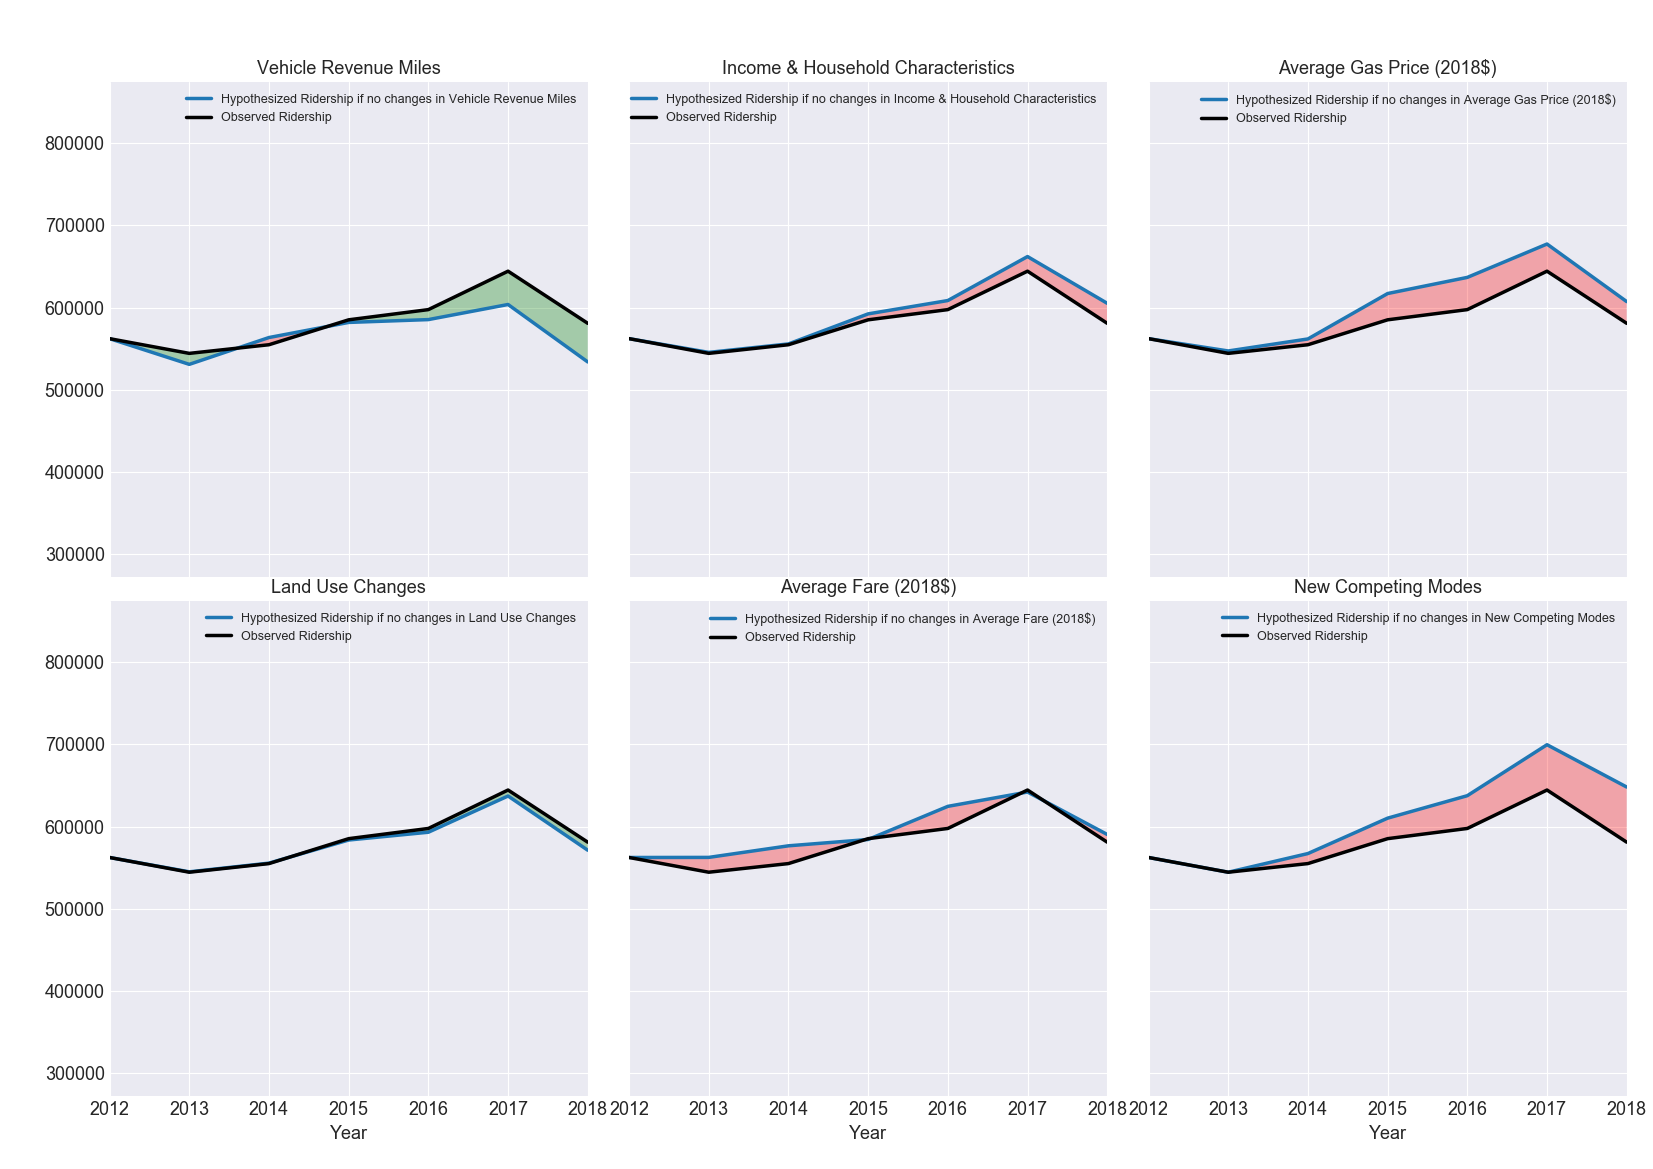 Vehicle Revenue Miles
Hypothesized Ridership if no changes in Vehicle Revenue Miles
Observed Ridership
800000
700000
600000
500000
400000
300000
Income & Household Characteristics
Hypothesized Ridership if no changes in Income & Household Characteristics
Observed Ridership
Average Gas Price (2018$)
Hypothesized Ridership if no changes in Average Gas Price (2018$)
Observed Ridership
Land Use Changes
Hypothesized Ridership if no changes in Land Use Changes
Observed Ridership
800000
700000
600000
500000
400000
300000
2012 2013 2014 2015 2016 2017 2018
Year
Average Fare (2018$)
Hypothesized Ridership if no changes in Average Fare (2018$)
Observed Ridership
2012 2013 2014 2015 2016 2017 2018
Year
New Competing Modes
Hypothesized Ridership if no changes in New Competing Modes
Observed Ridership
2012 2013 2014 2015 2016 2017 2018
Year